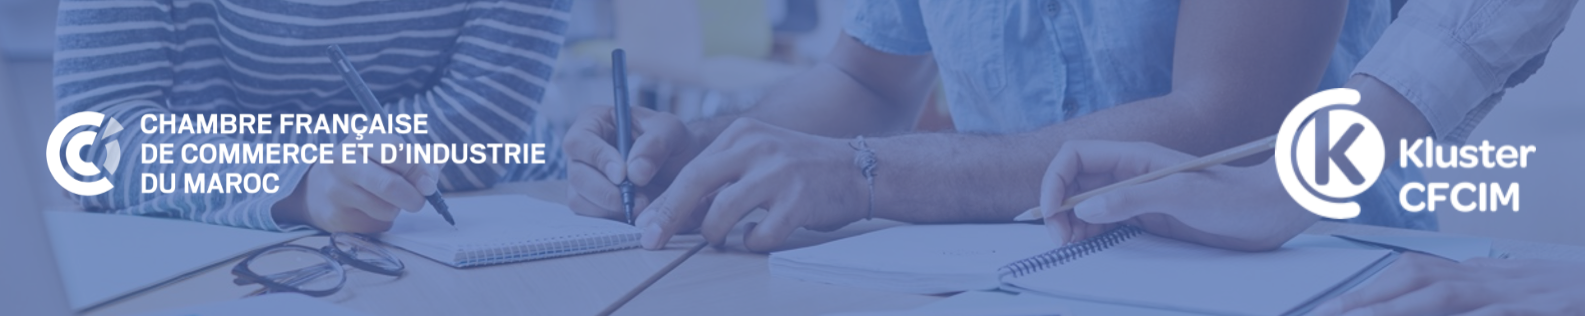 CHAMBRE FRANÇAISE
DE COMMERCE ET D'INDUSTRIE
DU MAROC
Kluster
CFCIM